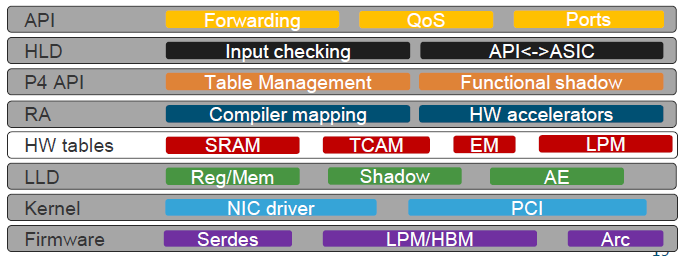 API Forwarding QoS Ports
HLD Input checking API<->ASIC
P4 API Table Management Functional shadow
RA Compiler mapping HW accelerators
HW tables SRAM TCAM EM LPM
LLD Reg/Mem Shadow AE
Kernel NIC driver PCI
Firmware Serdes LPM/HBM Arc